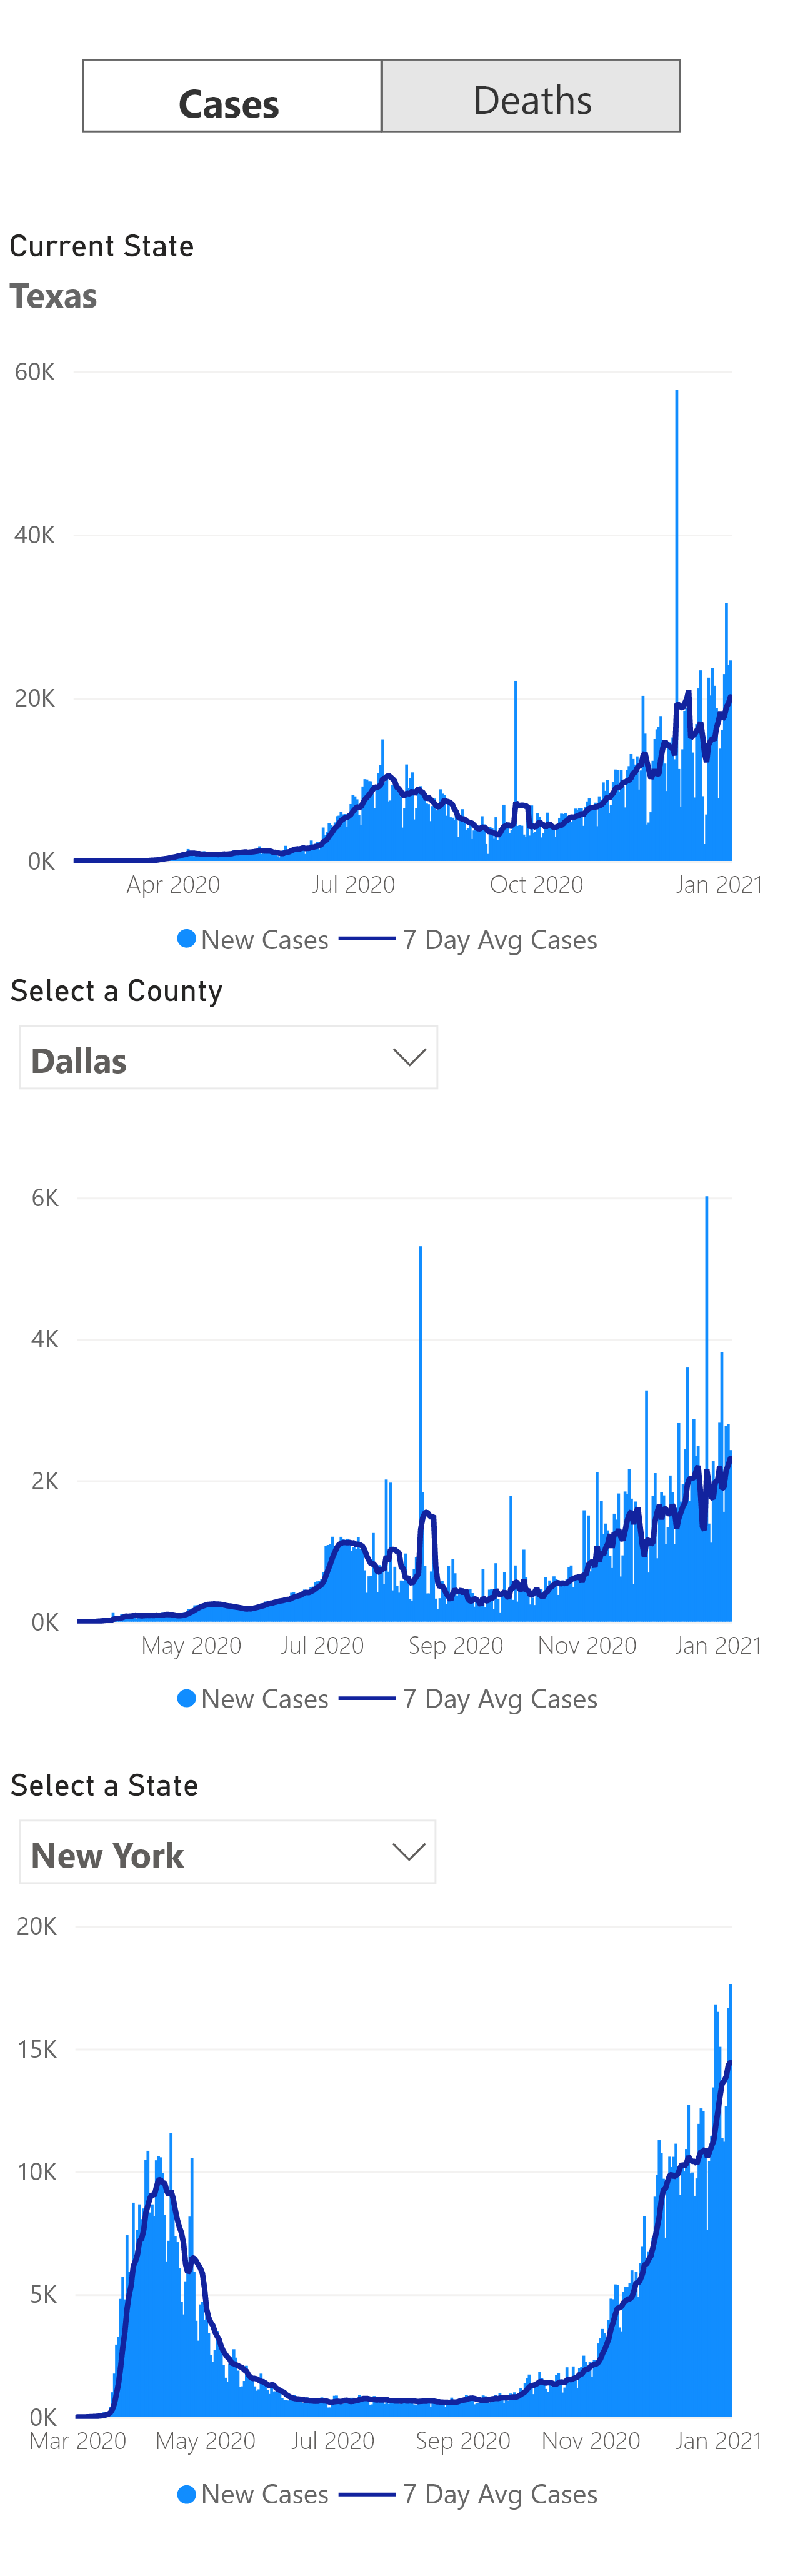 Cases Deaths
Current State
Texas
60K
40K
20K
0K
Apr 2020 Jul 2020 Oct 2020 Jan 2021
New Cases 7 Day Avg Cases
Select a County
Dallas
6K
4K
2K
0K
May 2020 Jul 2020 Sep 2020 Nov 2020 Jan 2021
New Cases 7 Day Avg Cases
Select a State
New York
20K
15K
10K
5K
0K
Mar 2020 May 2020 Jul 2020 Sep 2020 Nov 2020 Jan 2021
New Cases 7 Day Avg Cases